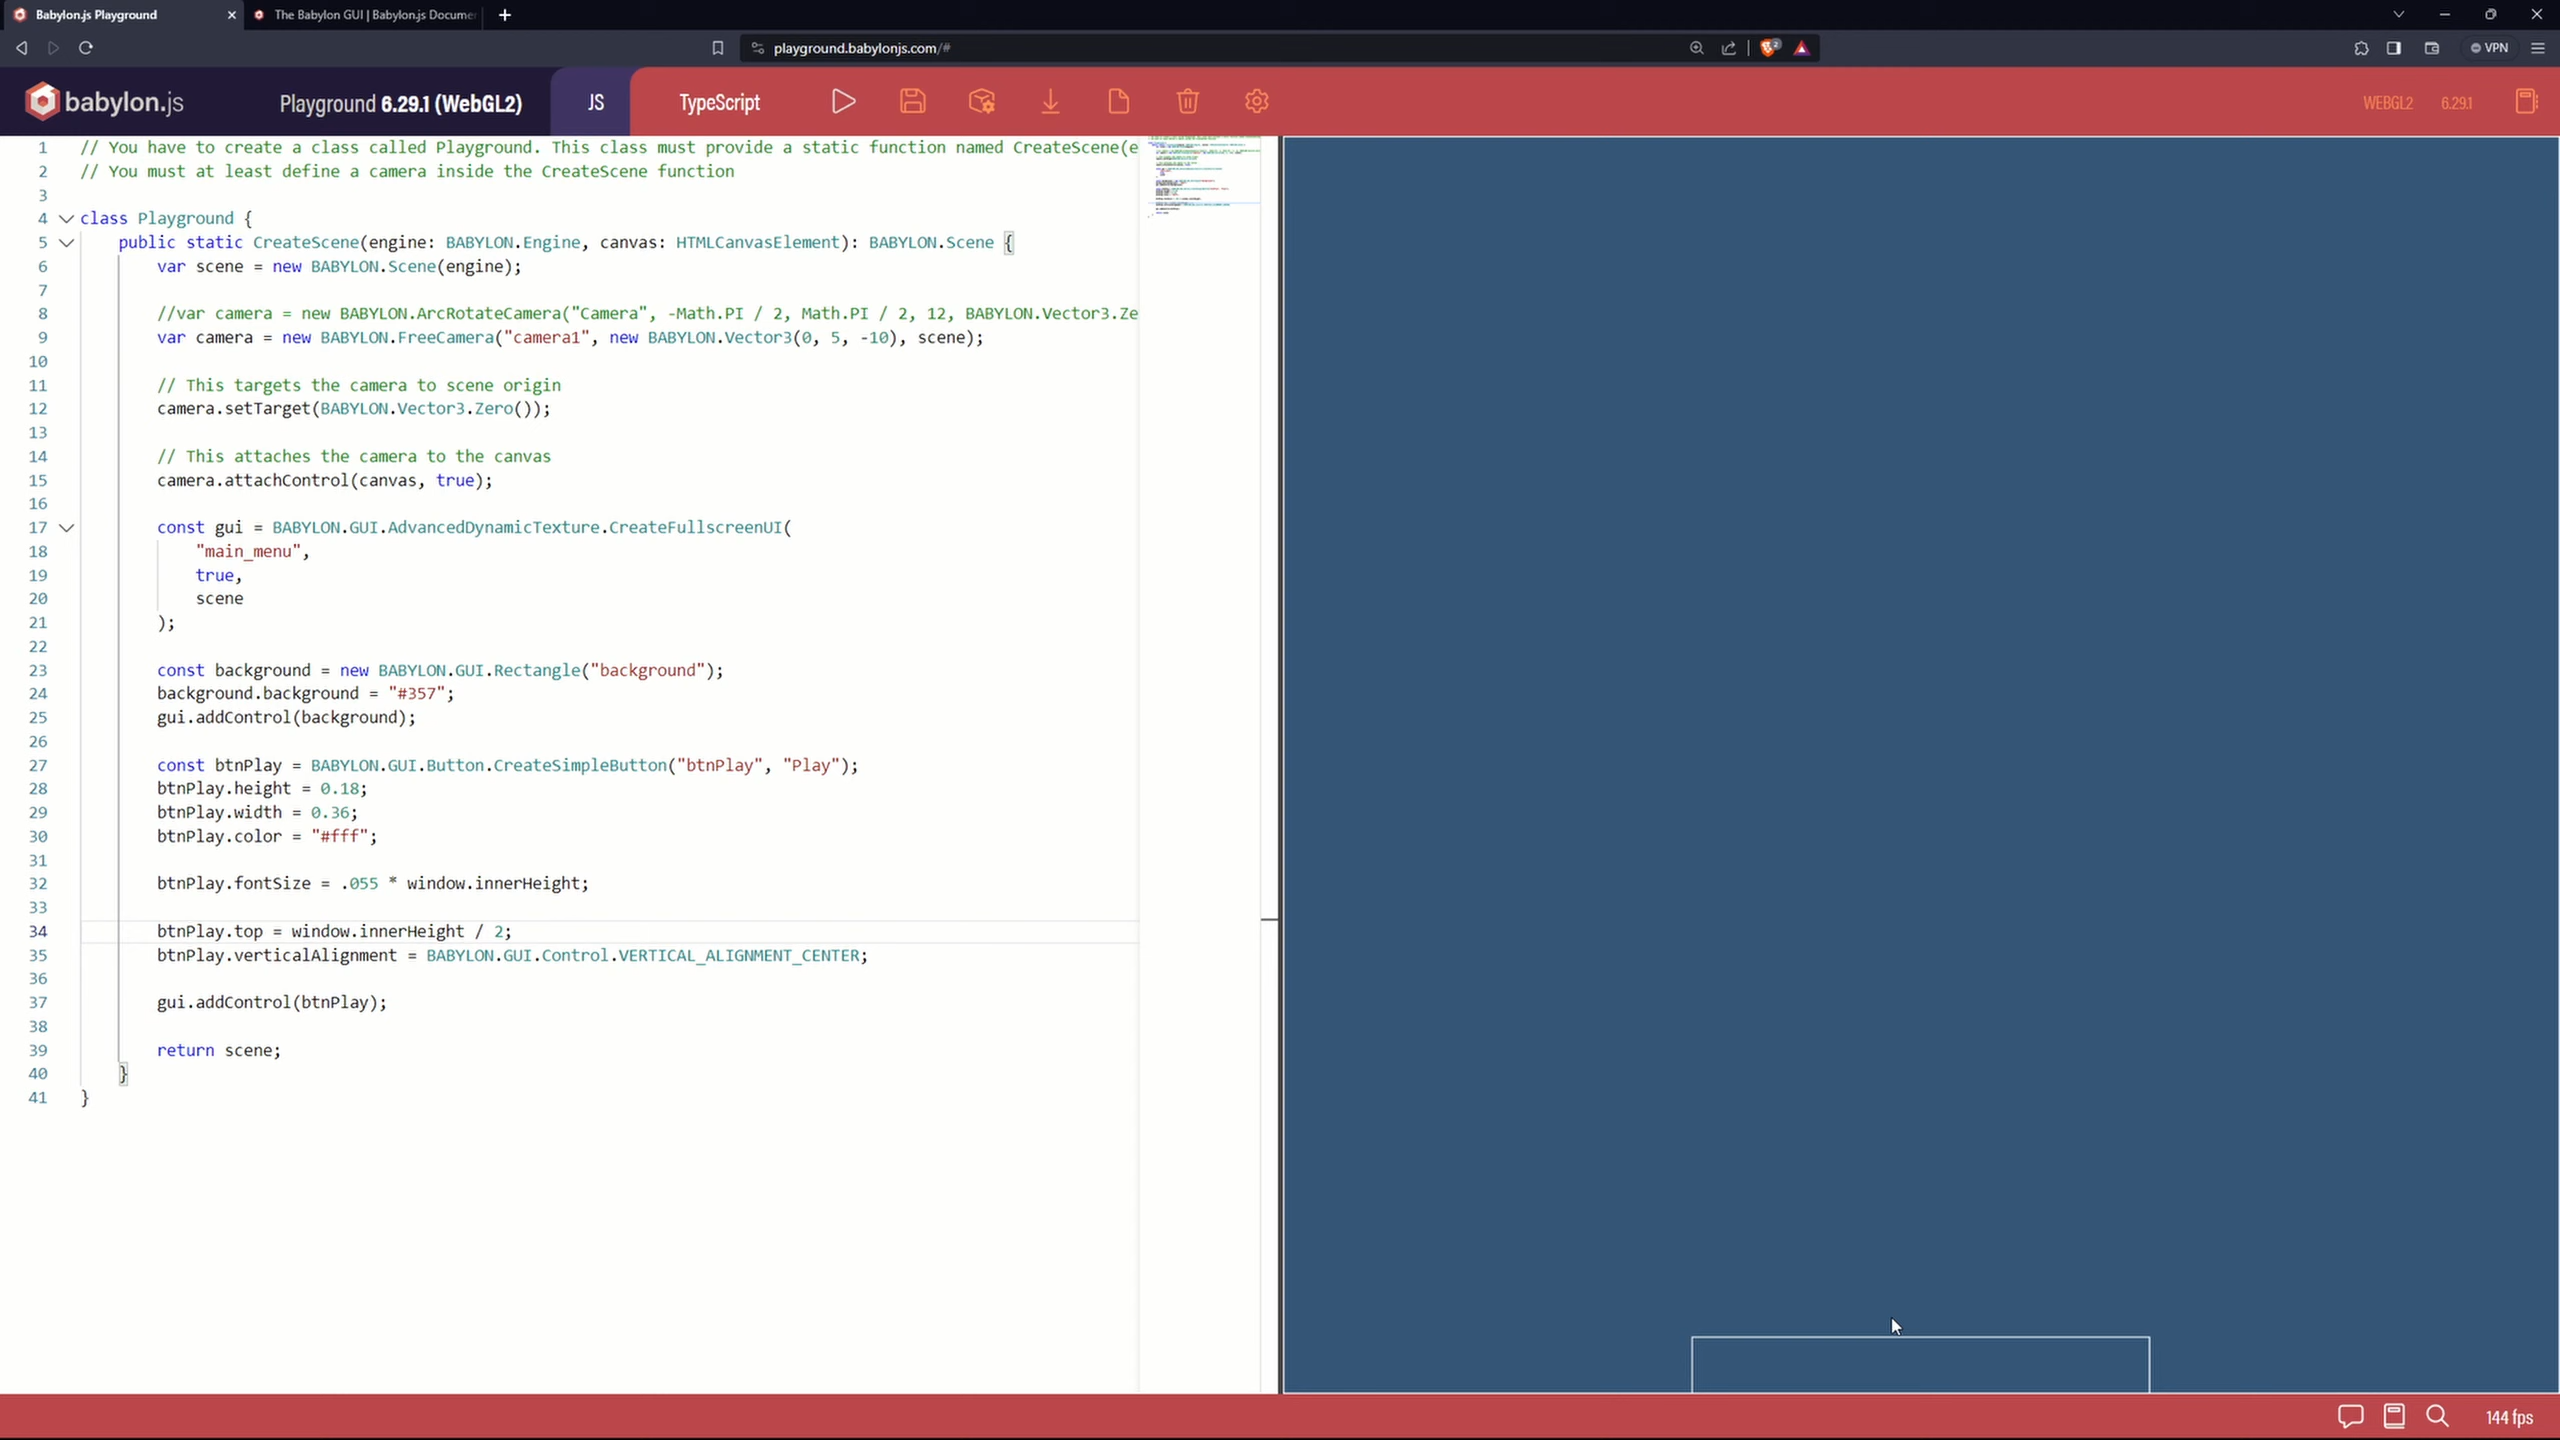 Babylon.js Playground
The Babylon GUI | Babylon.js Docume
playground.babylonjs.com/#
2
VPN
babylon.js
Playground 6.29.1 (WebGL2)
JS
TypeScript
WEBGL2
6.29.1
1 // You have to create a class called Playground. This class must provide a static function named CreateScene(e
2 // You must at least define a camera inside the CreateScene function
3
4 class Playground {
5 public static CreateScene(engine: BABYLON.Engine, canvas: HTMLCanvasElement): BABYLON.Scene {
6 var scene = new BABYLON.Scene(engine);
7
8 //var camera = new BABYLON.ArcRotateCamera("Camera", -Math.PI / 2, Math.PI / 2, 12, BABYLON.Vector3.Ze
9 var camera = new BABYLON.FreeCamera("camera1", new BABYLON.Vector3(0, 5, -10), scene);
10
11 // This targets the camera to scene origin
12 camera.setTarget(BABYLON.Vector3.Zero());
13
14 // This attaches the camera to the canvas
15 camera.attachControl(canvas, true);
16
17 const gui = BABYLON.GUI.AdvancedDynamicTexture.CreateFullscreenUI(
18 "main_menu",
19 true,
20 scene
21 );
22
23 const background = new BABYLON.GUI.Rectangle("background");
24 background.background = "#357";
25 gui.addControl(background);
26
27 const btnPlay = BABYLON.GUI.Button.CreateSimpleButton("btnPlay", "Play");
28 btnPlay.height = 0.18;
29 btnPlay.width = 0.36;
30 btnPlay.color = "#fff";
31
32 btnPlay.fontSize = .055 * window.innerHeight;
33
34 btnPlay.top = window.innerHeight / 2;
35 btnPlay.verticalAlignment = BABYLON.GUI.Control.VERTICAL_ALIGNMENT_CENTER;
36
37 gui.addControl(btnPlay);
38
39 return scene;
40 }
41 }
144 fps